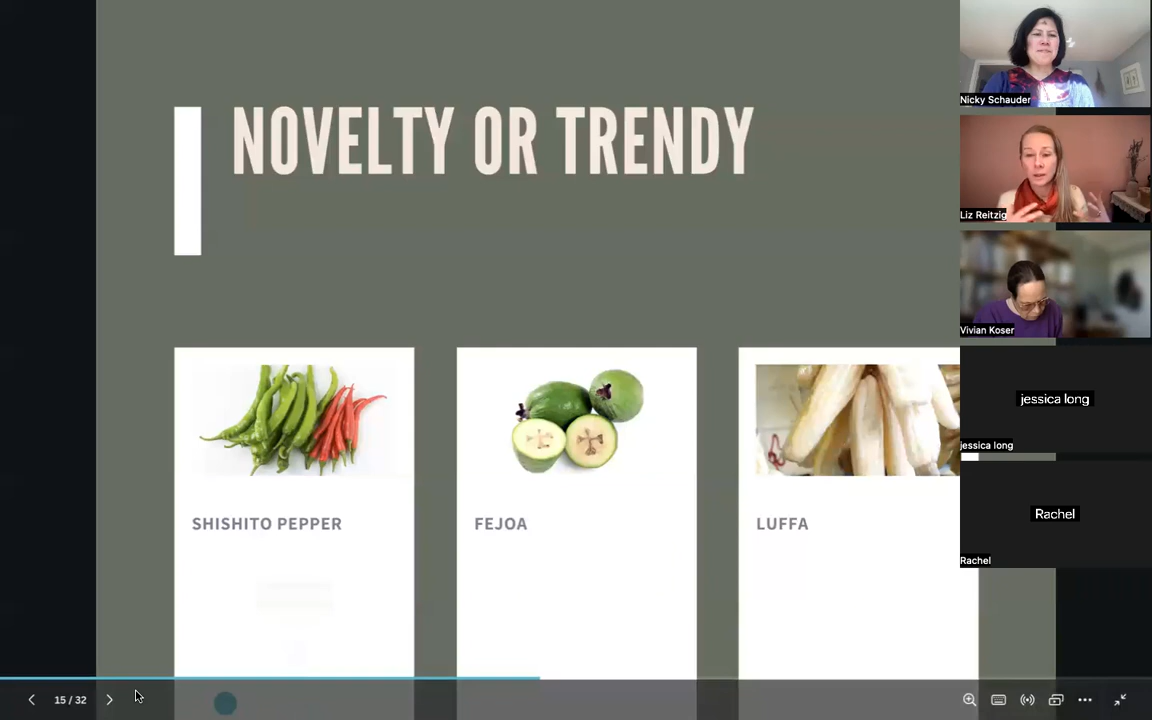 NOVELTY OR TRENDY
SHISHITO PEPPER
FEJOA
LUFFA
15 / 32
Nicky Schauder
Liz Reitzig
Vivian Koser
jessica long
jessica long
Rachel
Rachel